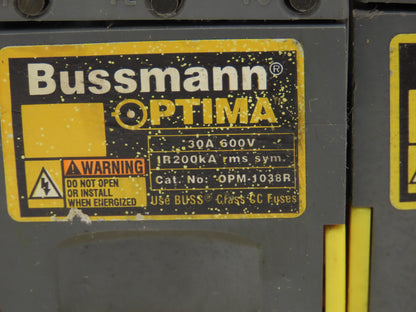 Bussmann®
OPTIMA
30A 600V
IR200kA rms sym.
Cat. No: OPM-1038R
Use BUSS® Class CC Fuses
WARNING
DO NOT OPEN
OR INSTALL
WHEN ENERGIZED